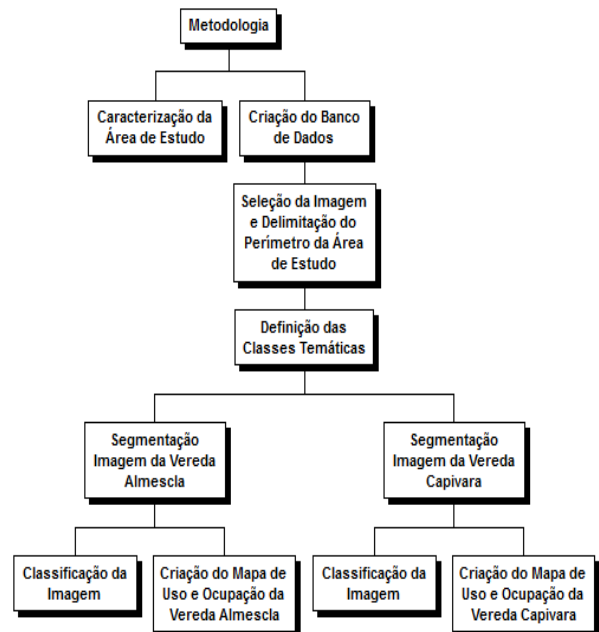 Metodologia
Caracterização da
Área de Estudo
Criação do Banco
de Dados
Seleção da Imagem
e Delimitação do
Perímetro da Área
de Estudo
Definição das
Classes Temáticas
Segmentação
Imagem da Vereda
Almescla
Segmentação
Imagem da Vereda
Capivara
Classificação da
Imagem
Criação do Mapa de
Uso e Ocupação da
Vereda Almescla
Classificação da
Imagem
Criação do Mapa de
Uso e Ocupação da
Vereda Capivara